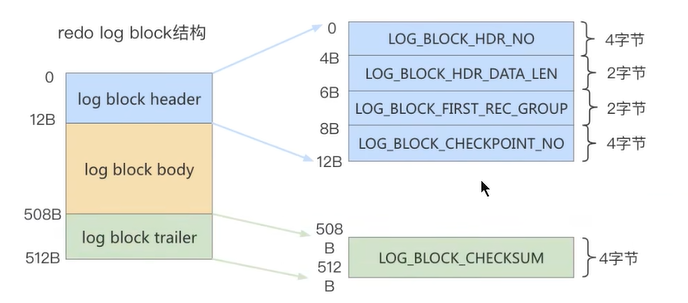 redo log block结构
0
log block header
12B
log block body
508B
log block trailer
512B
0
LOG_BLOCK_HDR_NO
4字节
4B
LOG_BLOCK_HDR_DATA_LEN
2字节
6B
LOG_BLOCK_FIRST_REC_GROUP
2字节
8B
LOG_BLOCK_CHECKPOINT_NO
4字节
12B
508
B
LOG_BLOCK_CHECKSUM
4字节
512
B